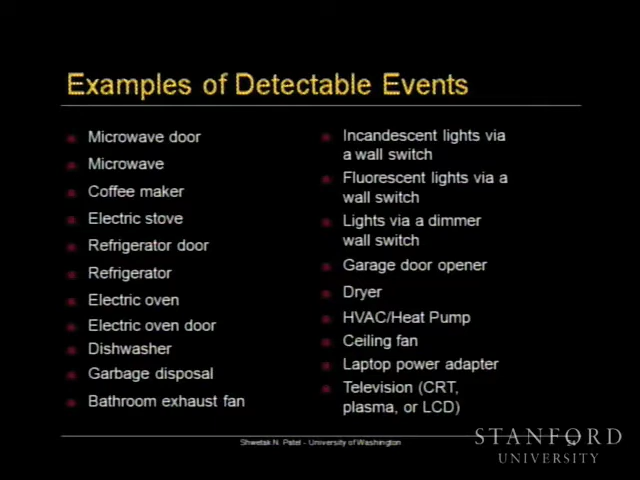 Examples of Detectable Events
Microwave door
Microwave
Coffee maker
Electric stove
Refrigerator door
Refrigerator
Electric oven
Electric oven door
Dishwasher
Garbage disposal
Bathroom exhaust fan
Incandescent lights via
a wall switch
Fluorescent lights via a
wall switch
Lights via a dimmer
wall switch
Garage door opener
Dryer
HVAC/Heat Pump
Ceiling fan
Laptop power adapter
Television (CRT,
plasma, or LCD)
Shwetak N. Patel - University of Washington
24
STANFORD
UNIVERSITY